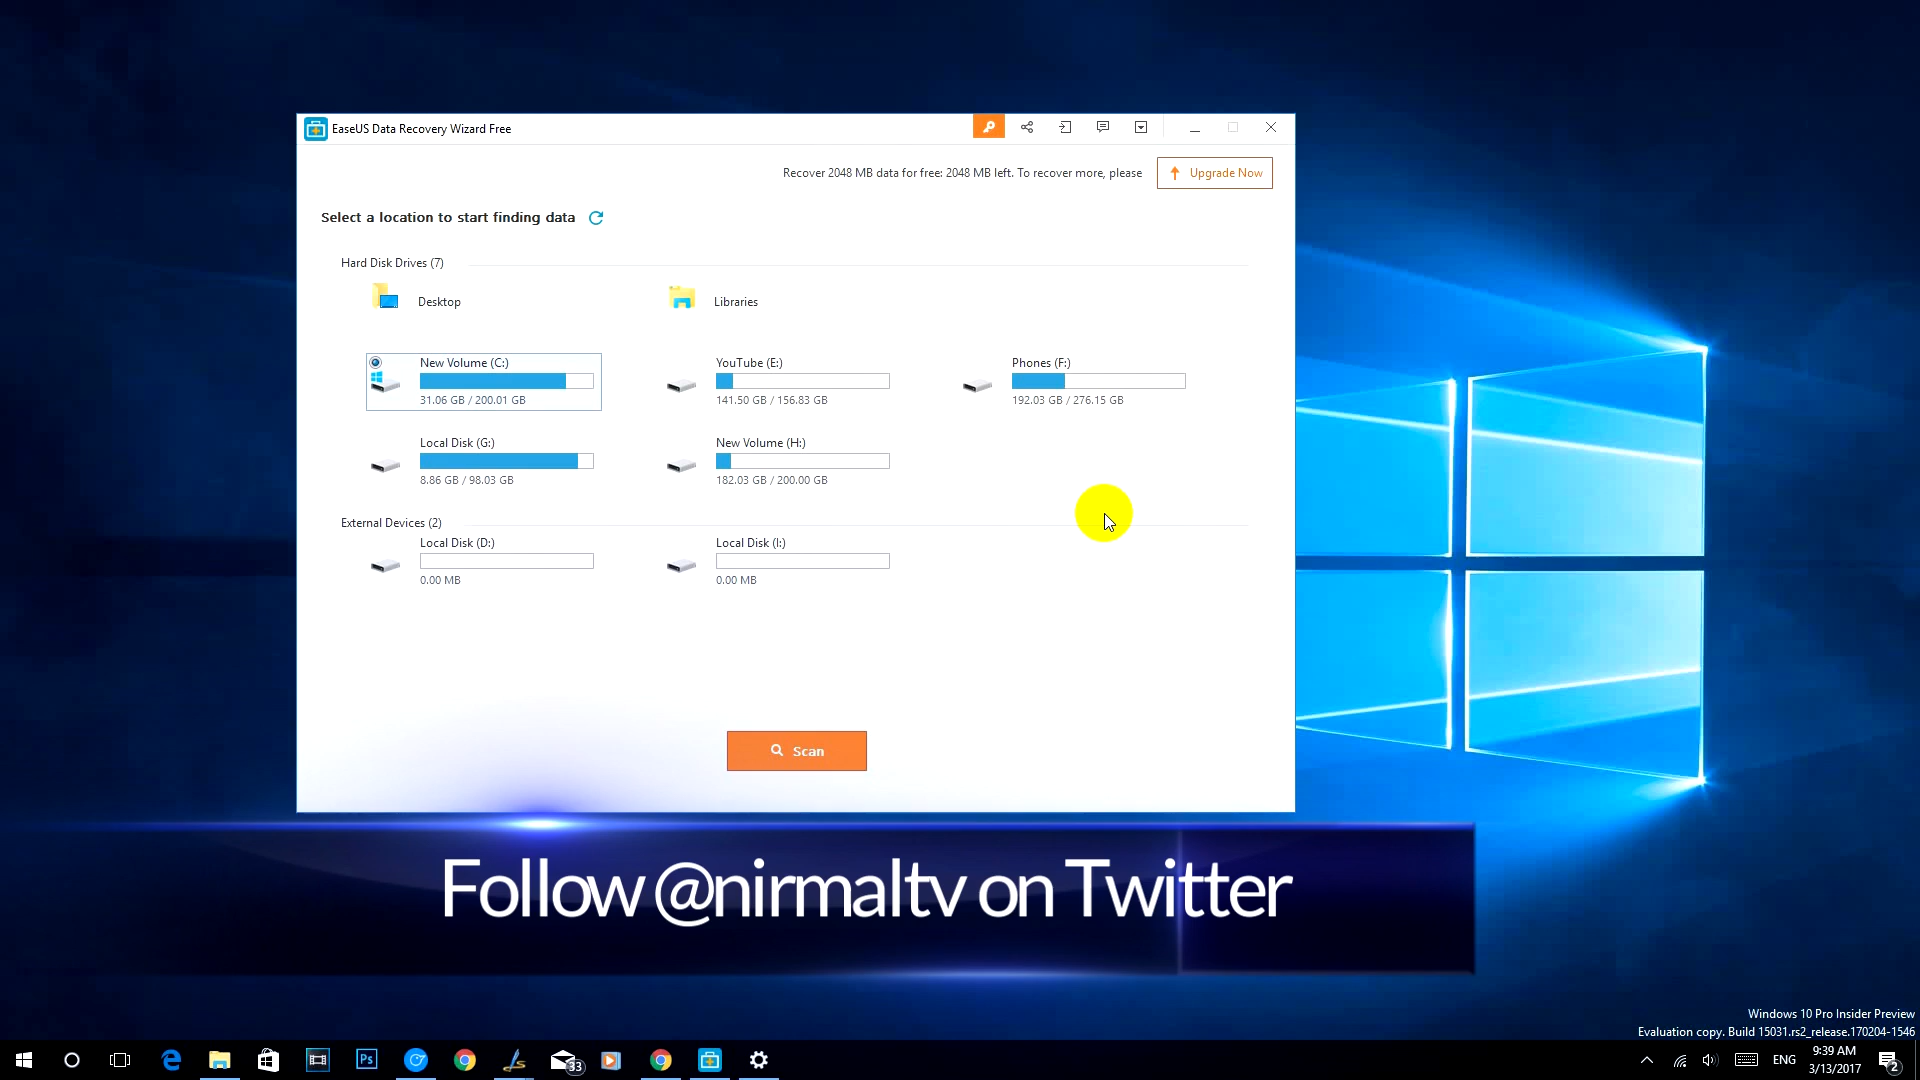 EaseUS Data Recovery Wizard Free
Recover 2048 MB data for free: 2048 MB left. To recover more, please
Upgrade Now
Select a location to start finding data
Hard Disk Drives (7)
Desktop
Libraries
New Volume (C:)
31.06 GB / 200.01 GB
YouTube (E:)
141.50 GB / 156.83 GB
Phones (F:)
192.03 GB / 276.15 GB
Local Disk (G:)
8.86 GB / 98.03 GB
New Volume (H:)
182.03 GB / 200.00 GB
External Devices (2)
Local Disk (D:)
0.00 MB
Local Disk (I:)
0.00 MB
Scan
Follow @nirmaltv on Twitter
Windows 10 Pro Insider Preview
Evaluation copy. Build 15031.rs2_release.170204-1546
Ps
33
ENG
9:39 AM
3/13/2017
2